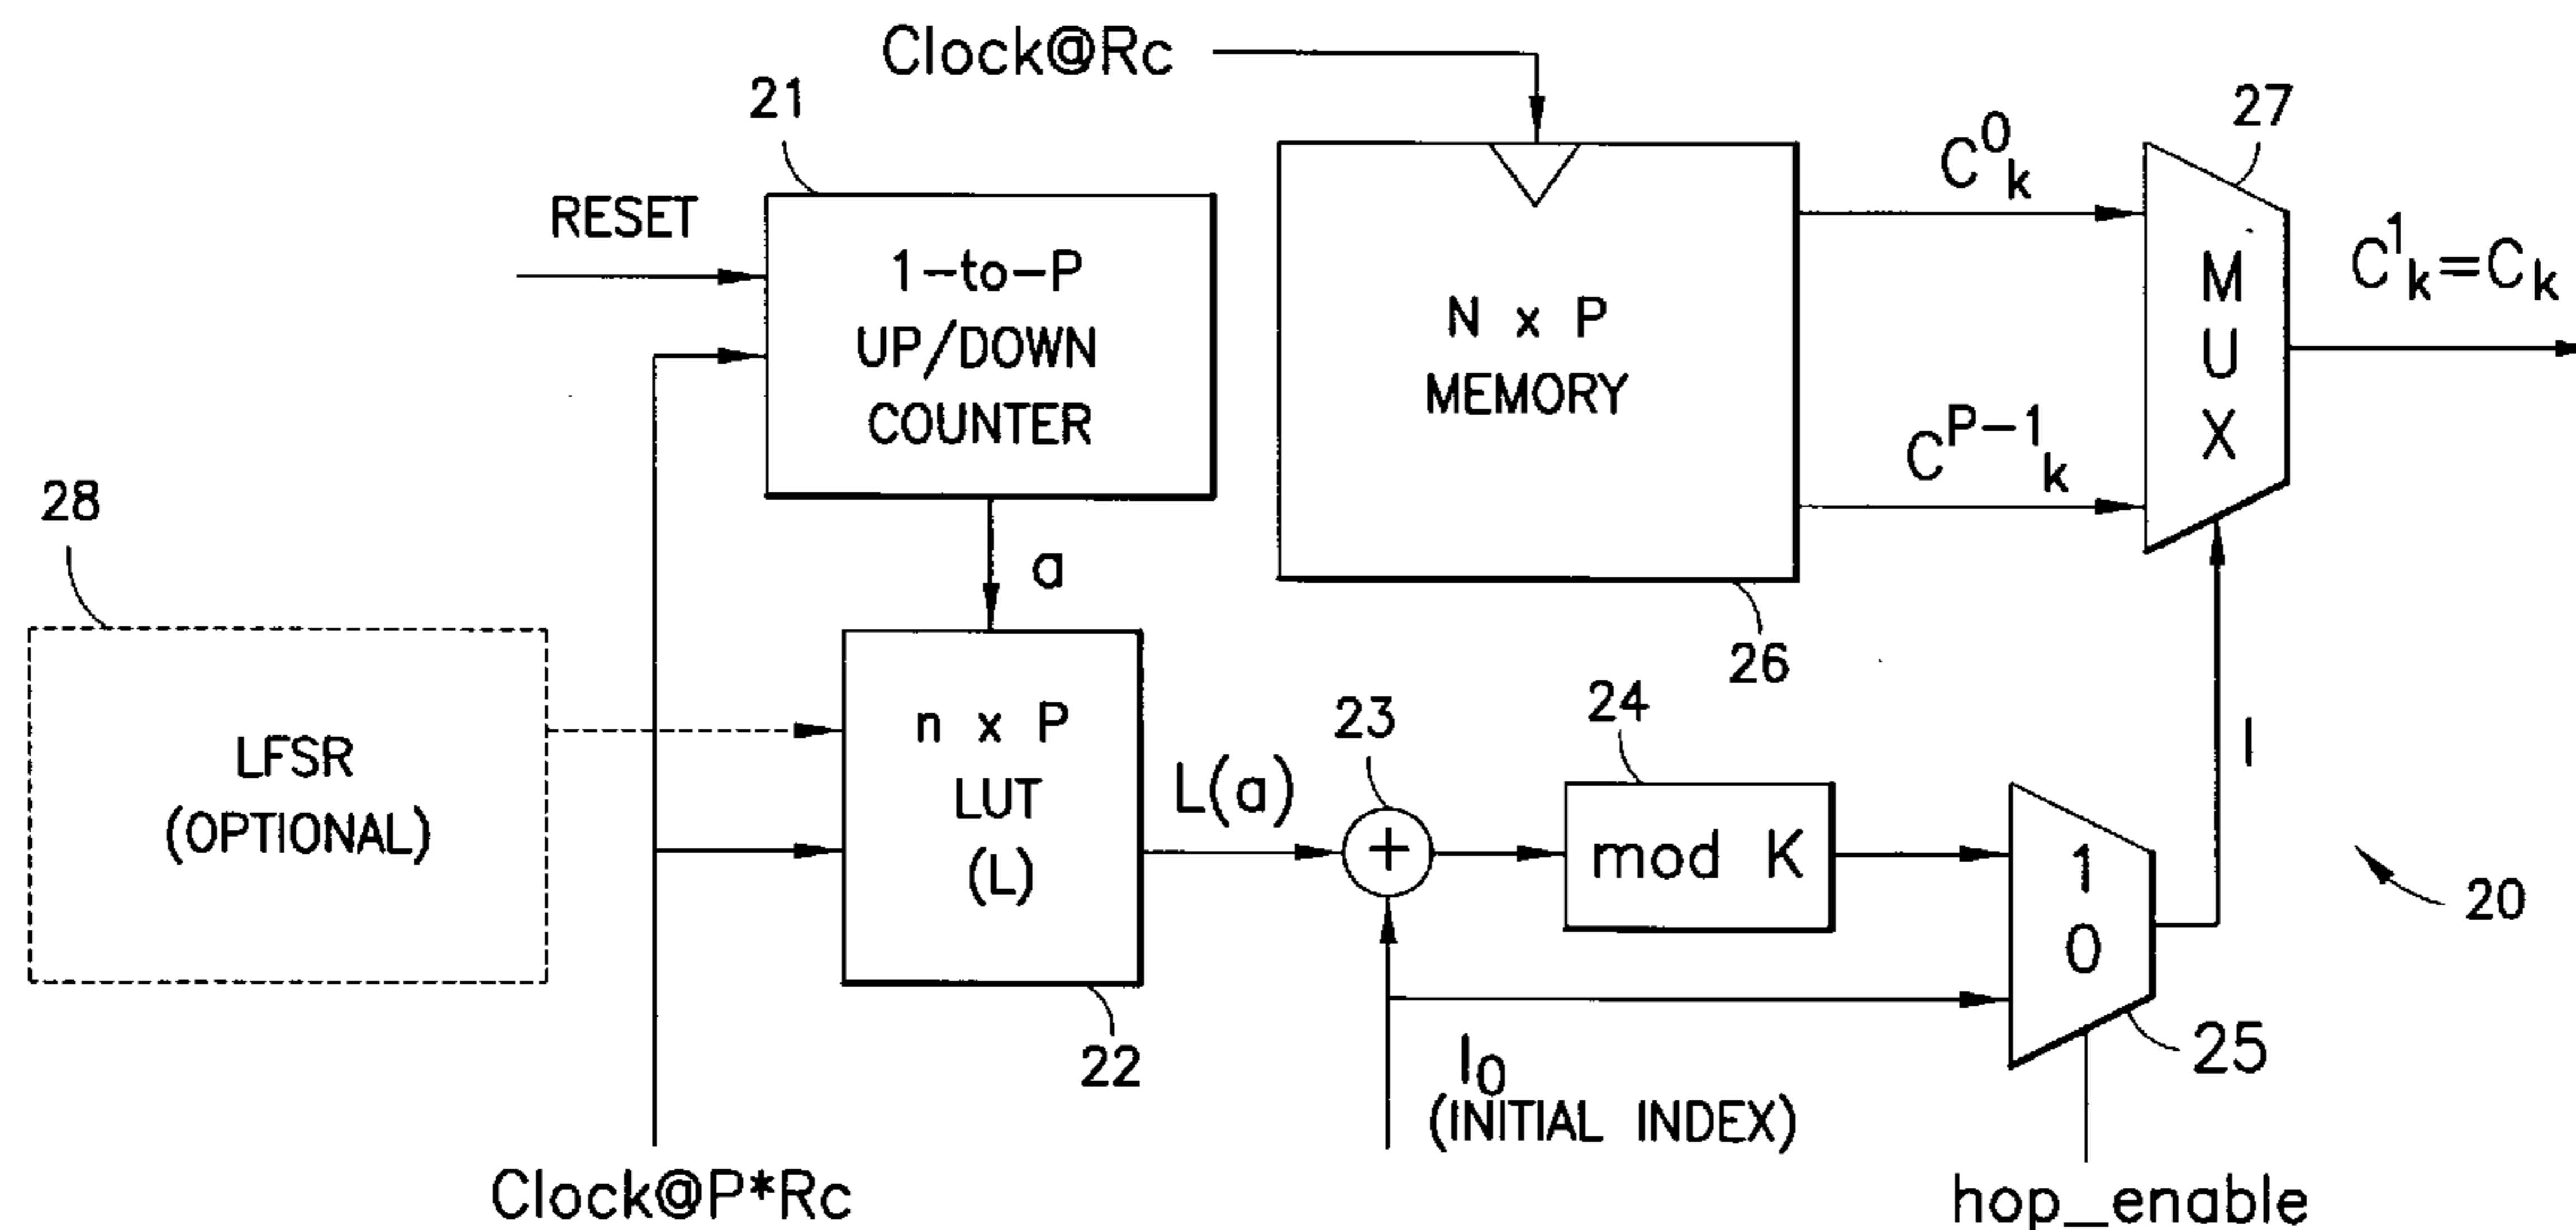 Clock@Rc
21
27
C⁰ₖ
RESET
1-to-P
UP/DOWN
COUNTER
N x P
MEMORY
M
U
X
C¹ₖ=Cₖ
Cᴾ⁻¹ₖ
28
a
26
LFSR
(OPTIONAL)
n x P
LUT
(L)
L(a)
23
+
24
mod K
1
0
I
20
22
I₀
(INITIAL INDEX)
25
Clock@P*Rc
hop_enable